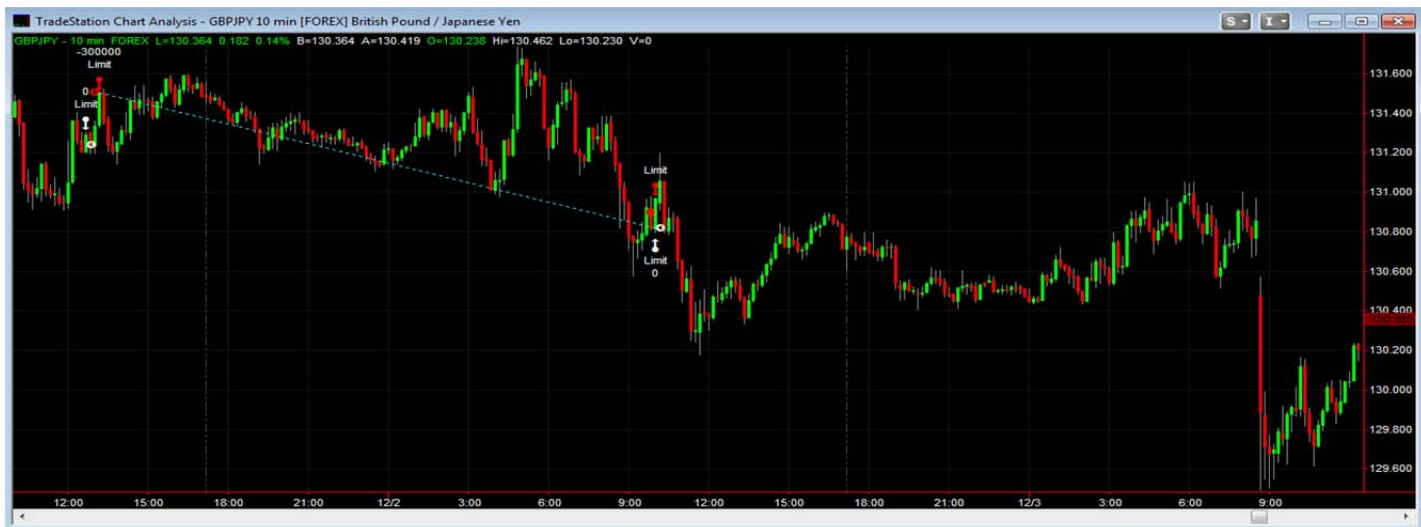 TradeStation Chart Analysis - GBPJPY 10 min [FOREX] British Pound / Japanese Yen
S
I
GBPJPY - 10 min FOREX L=130.364 0.182 0.14% B=130.364 A=130.419 O=130.238 Hi=130.462 Lo=130.230 V=0
-300000
Limit
0
Limit
Limit
Limit
0
131.600
131.400
131.200
131.000
130.800
130.600
130.400
130.200
130.000
129.800
129.600
12:00 15:00 18:00 21:00 12/2 3:00 6:00 9:00 12:00 15:00 18:00 21:00 12/3 3:00 6:00 9:00